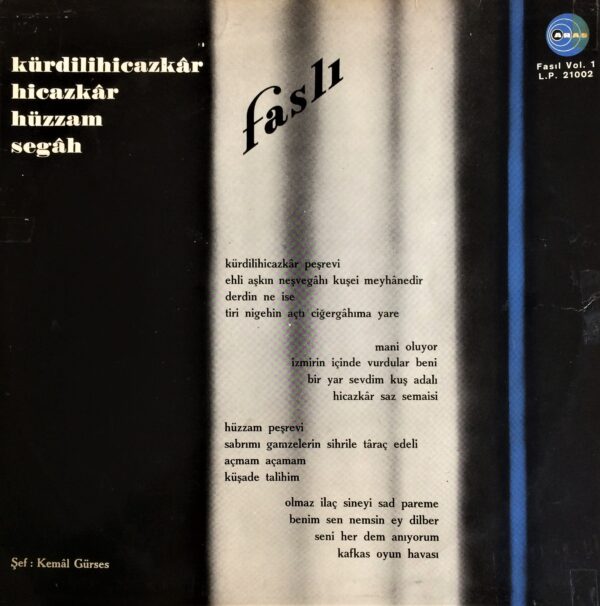 kürdilihicazkâr
hicazkâr
hüzzam
segâh
faslı
ARAS
Fasıl Vol. 1
L.P. 21002
kürdilihicazkâr peşrevi
ehli aşkın neşvegâhı kuşei meyhânedir
derdin ne ise
tiri nigehin açtı ciğergâhıma yare
mani oluyor
izmirin içinde vurdular beni
bir yar sevdim kuş adalı
hicazkâr saz semaisi
hüzzam peşrevi
sabrımı gamzelerin sihrile târaç edeli
açmam açamam
küşade talihim
olmaz ilaç sineyi sad pareme
benim sen nemsin ey dilber
seni her dem anıyorum
kafkas oyun havası
Şef : Kemâl Gürses